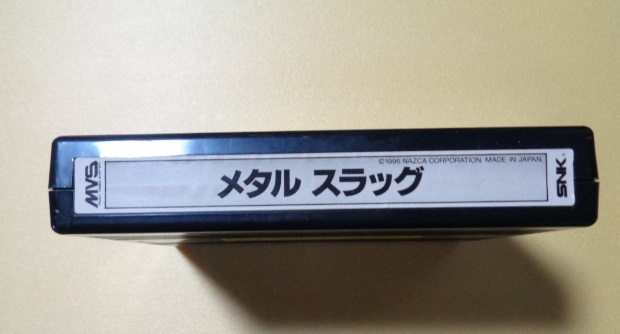 MVS
©1996 NAZCA CORPORATION. MADE IN JAPAN.
メタル スラッグ
SNK